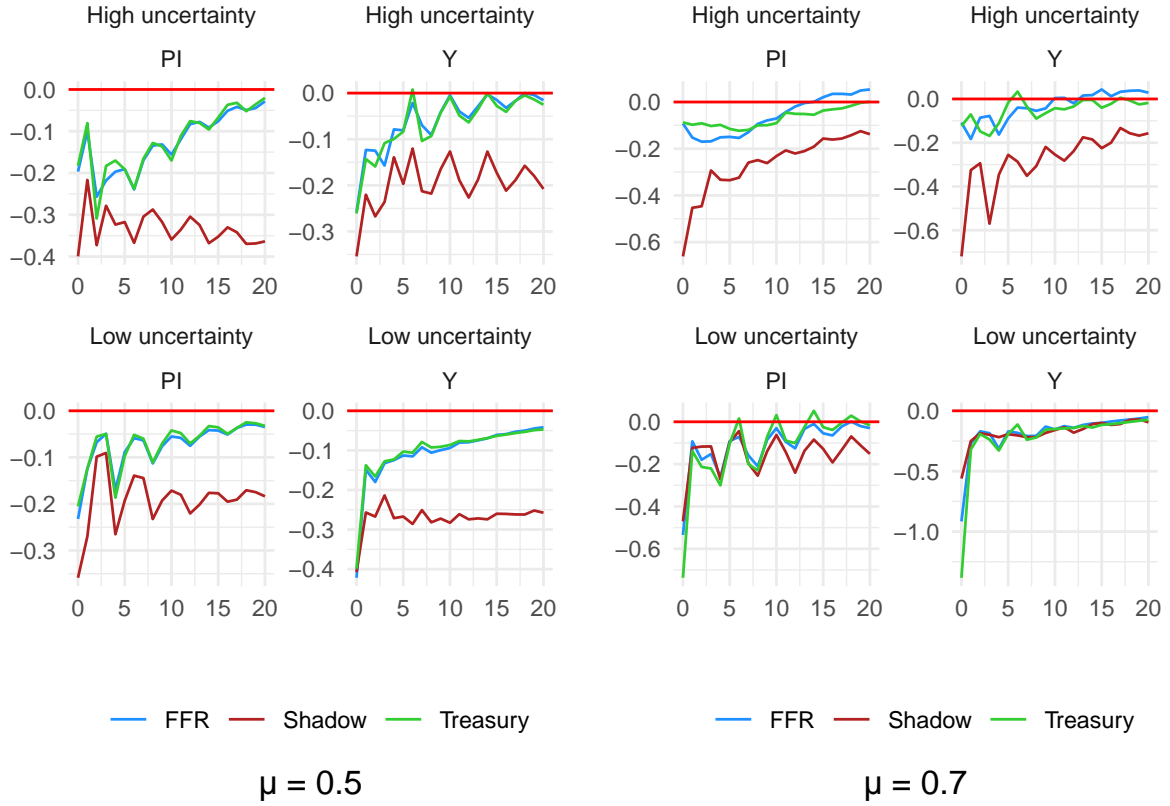 High uncertainty High uncertainty High uncertainty High uncertainty
PI Y PI Y
0.0 0.0 0.0 0.0
−0.1 −0.1 −0.2 −0.2
−0.2 −0.2 −0.4 −0.4
−0.3 −0.3 −0.6 −0.6
−0.4
0 5 10 15 20 0 5 10 15 20 0 5 10 15 20 0 5 10 15 20
Low uncertainty Low uncertainty Low uncertainty Low uncertainty
PI Y PI Y
0.0 0.0 0.0 0.0
−0.1 −0.1 −0.2 −0.5
−0.2 −0.2 −0.4 −1.0
−0.3 −0.3 −0.6
−0.4
0 5 10 15 20 0 5 10 15 20 0 5 10 15 20 0 5 10 15 20
FFR Shadow Treasury FFR Shadow Treasury
μ = 0.5 μ = 0.7